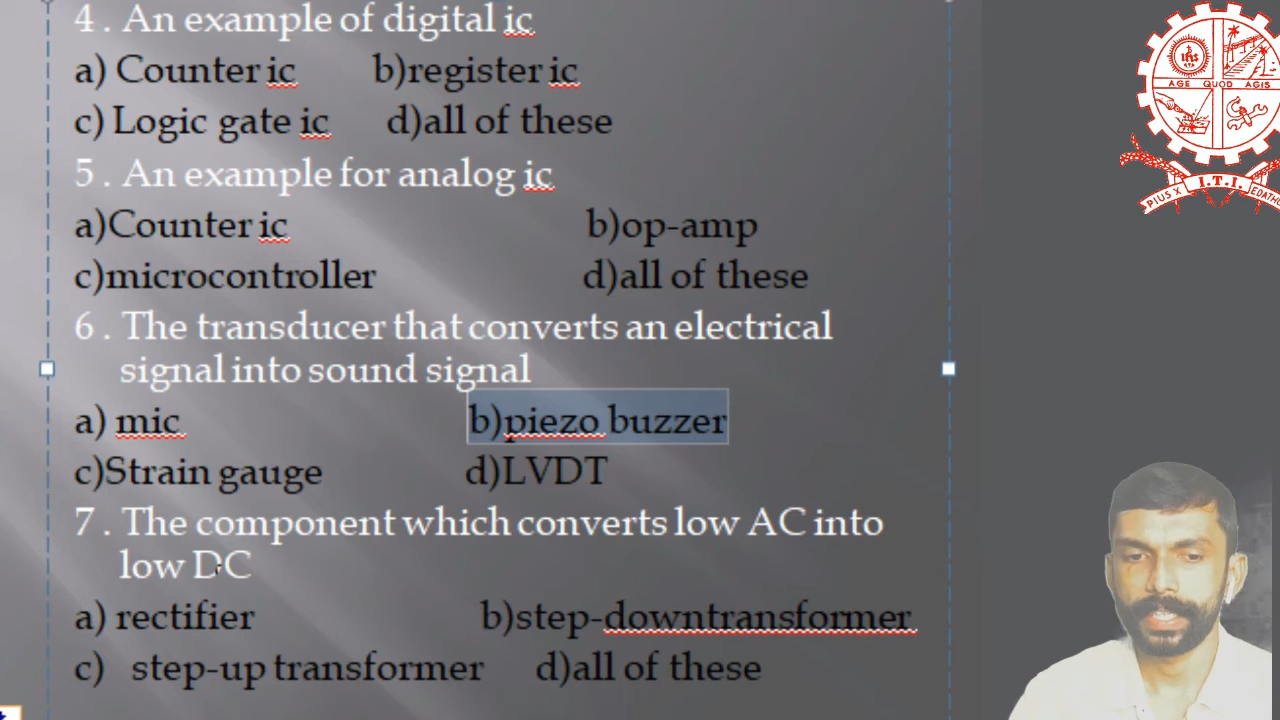 4 . An example of digital ic
a) Counter ic b)register ic
c) Logic gate ic d)all of these
5 . An example for analog ic
a)Counter ic b)op-amp
c)microcontroller d)all of these
6 . The transducer that converts an electrical
signal into sound signal
a) mic b)piezo buzzer
c)Strain gauge d)LVDT
7 . The component which converts low AC into
low DC
a) rectifier b)step-downtransformer
c) step-up transformer d)all of these
ihs
AGE QUOD AGIS
PIUS X I.T.I. EDATHU